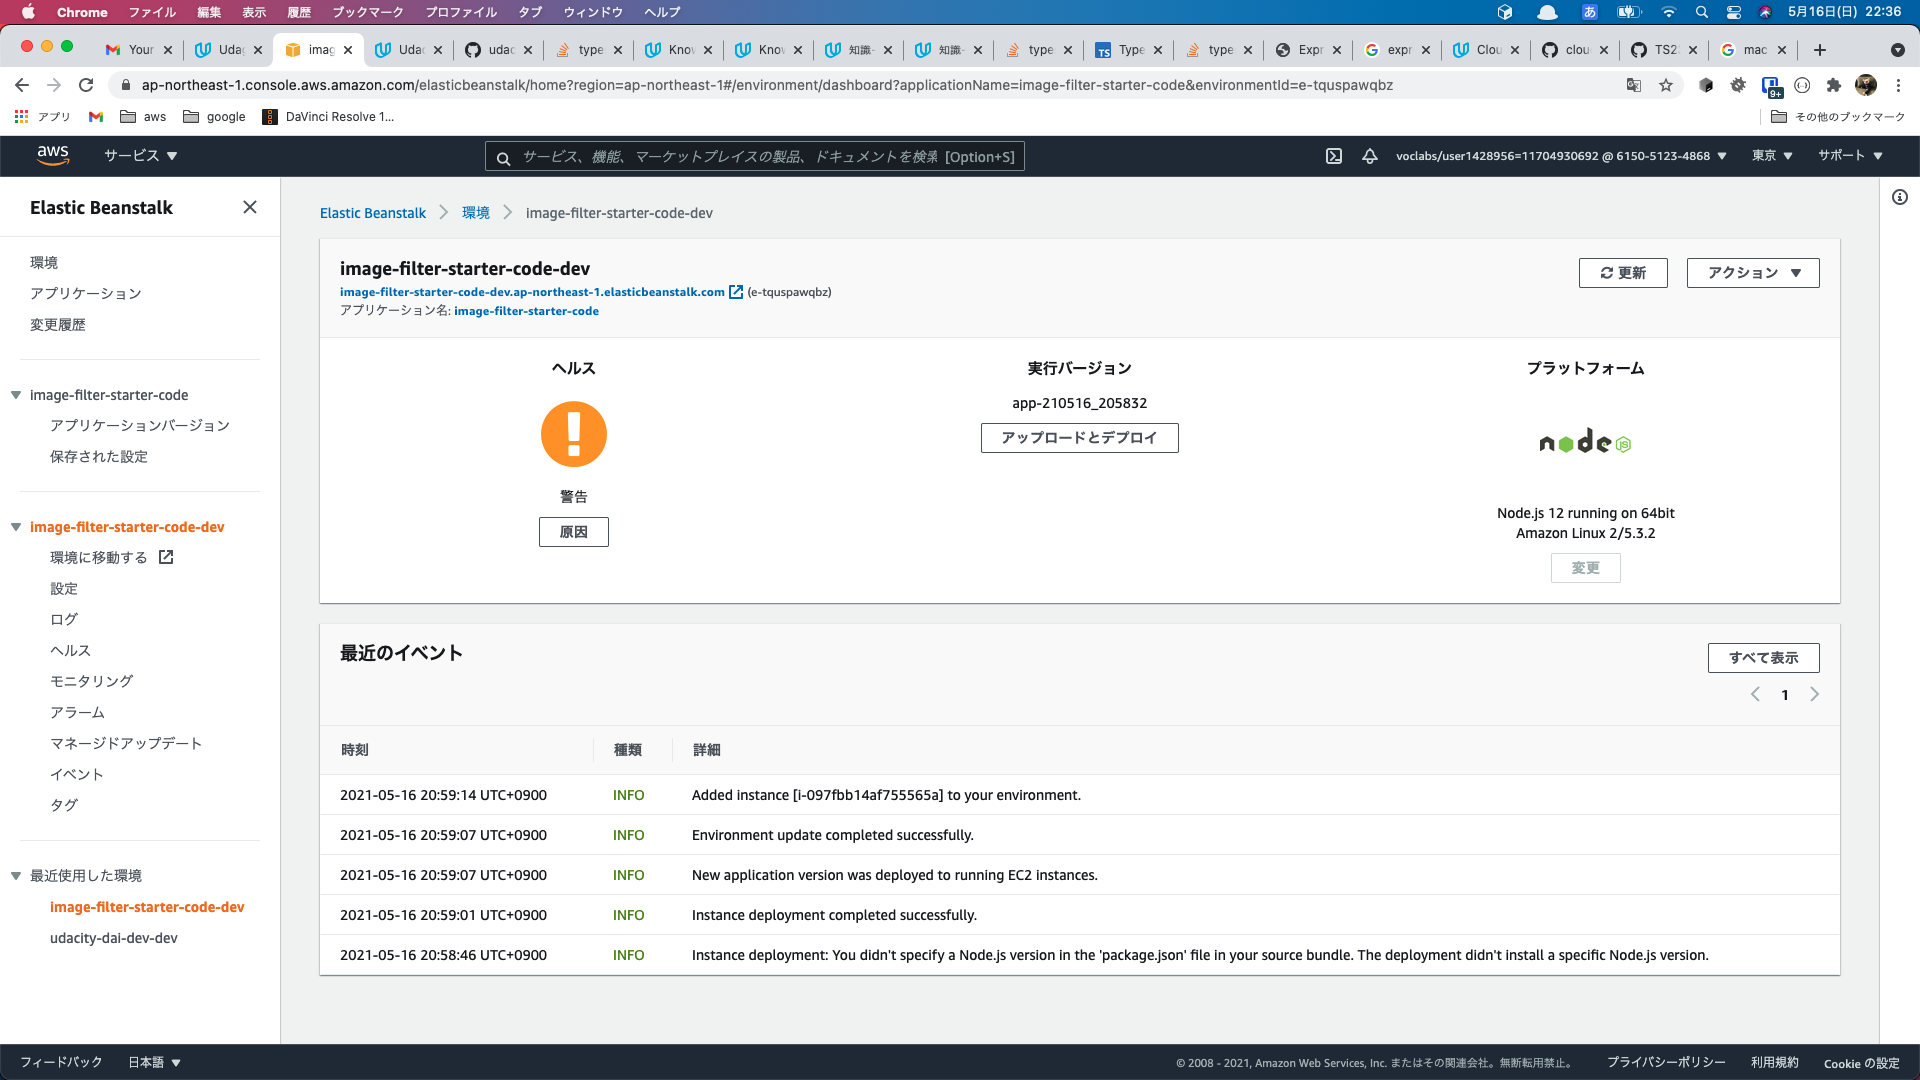 Chrome ファイル 編集 表示 履歴 ブックマーク プロファイル タブ ウィンドウ ヘルプ あ 5月16日(日) 22:36
Your Udac imag Udac udac type Know Know 知識- 知識- type TS Type type Expr expr Clou clou TS2 mac
ap-northeast-1.console.aws.amazon.com/elasticbeanstalk/home?region=ap-northeast-1#/environment/dashboard?applicationName=image-filter-starter-code&environmentId=e-tquspawqbz 9+
アプリ aws google DaVinci Resolve 1... その他のブックマーク
aws サービス ▼ サービス、機能、マーケットプレイスの製品、ドキュメントを検索 [Option+S] voclabs/user1428956=11704930692 @ 6150-5123-4868 ▼ 東京 ▼ サポート ▼
Elastic Beanstalk
環境
アプリケーション
変更履歴
image-filter-starter-code
アプリケーションバージョン
保存された設定
image-filter-starter-code-dev
環境に移動する
設定
ログ
ヘルス
モニタリング
アラーム
マネージドアップデート
イベント
タグ
最近使用した環境
image-filter-starter-code-dev
udacity-dai-dev-dev
Elastic Beanstalk 環境 image-filter-starter-code-dev
image-filter-starter-code-dev
image-filter-starter-code-dev.ap-northeast-1.elasticbeanstalk.com (e-tquspawqbz)
アプリケーション名: image-filter-starter-code
更新 アクション ▼
ヘルス
警告
原因
実行バージョン
app-210516_205832
アップロードとデプロイ
プラットフォーム
node JS
Node.js 12 running on 64bit
Amazon Linux 2/5.3.2
変更
最近のイベント
すべて表示
1
時刻 種類 詳細
2021-05-16 20:59:14 UTC+0900 INFO Added instance [i-097fbb14af755565a] to your environment.
2021-05-16 20:59:07 UTC+0900 INFO Environment update completed successfully.
2021-05-16 20:59:07 UTC+0900 INFO New application version was deployed to running EC2 instances.
2021-05-16 20:59:01 UTC+0900 INFO Instance deployment completed successfully.
2021-05-16 20:58:46 UTC+0900 INFO Instance deployment: You didn't specify a Node.js version in the 'package.json' file in your source bundle. The deployment didn't install a specific Node.js version.
フィードバック 日本語 ▼ © 2008 - 2021, Amazon Web Services, Inc. またはその関連会社。無断転用禁止。 プライバシーポリシー 利用規約 Cookie の設定